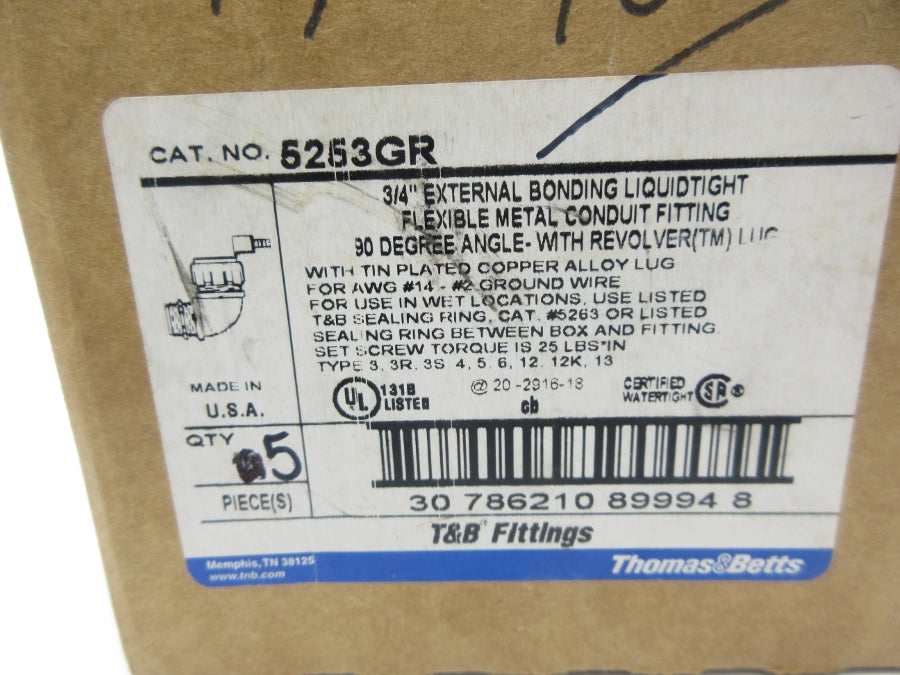 CAT. NO. 5253GR
3/4" EXTERNAL BONDING LIQUIDTIGHT
FLEXIBLE METAL CONDUIT FITTING
90 DEGREE ANGLE- WITH REVOLVER(TM) LUG
WITH TIN PLATED COPPER ALLOY LUG
FOR AWG #14 - #2 GROUND WIRE
FOR USE IN WET LOCATIONS, USE LISTED
T&B SEALING RING, CAT. #5263 OR LISTED
SEALING RING BETWEEN BOX AND FITTING.
SET SCREW TORQUE IS 25 LBS*IN
TYPE 3, 3R, 3S, 4, 5, 6, 12, 12K, 13
MADE IN
U.S.A.
UL 131B
LISTED
@ 20-2916-18
cb
CERTIFIED
WATERTIGHT SA ®
QTY
5
PIECE(S)
30 786210 89994 8
T&B® Fittings
Memphis, TN 38125
www.tnb.com
Thomas&Betts